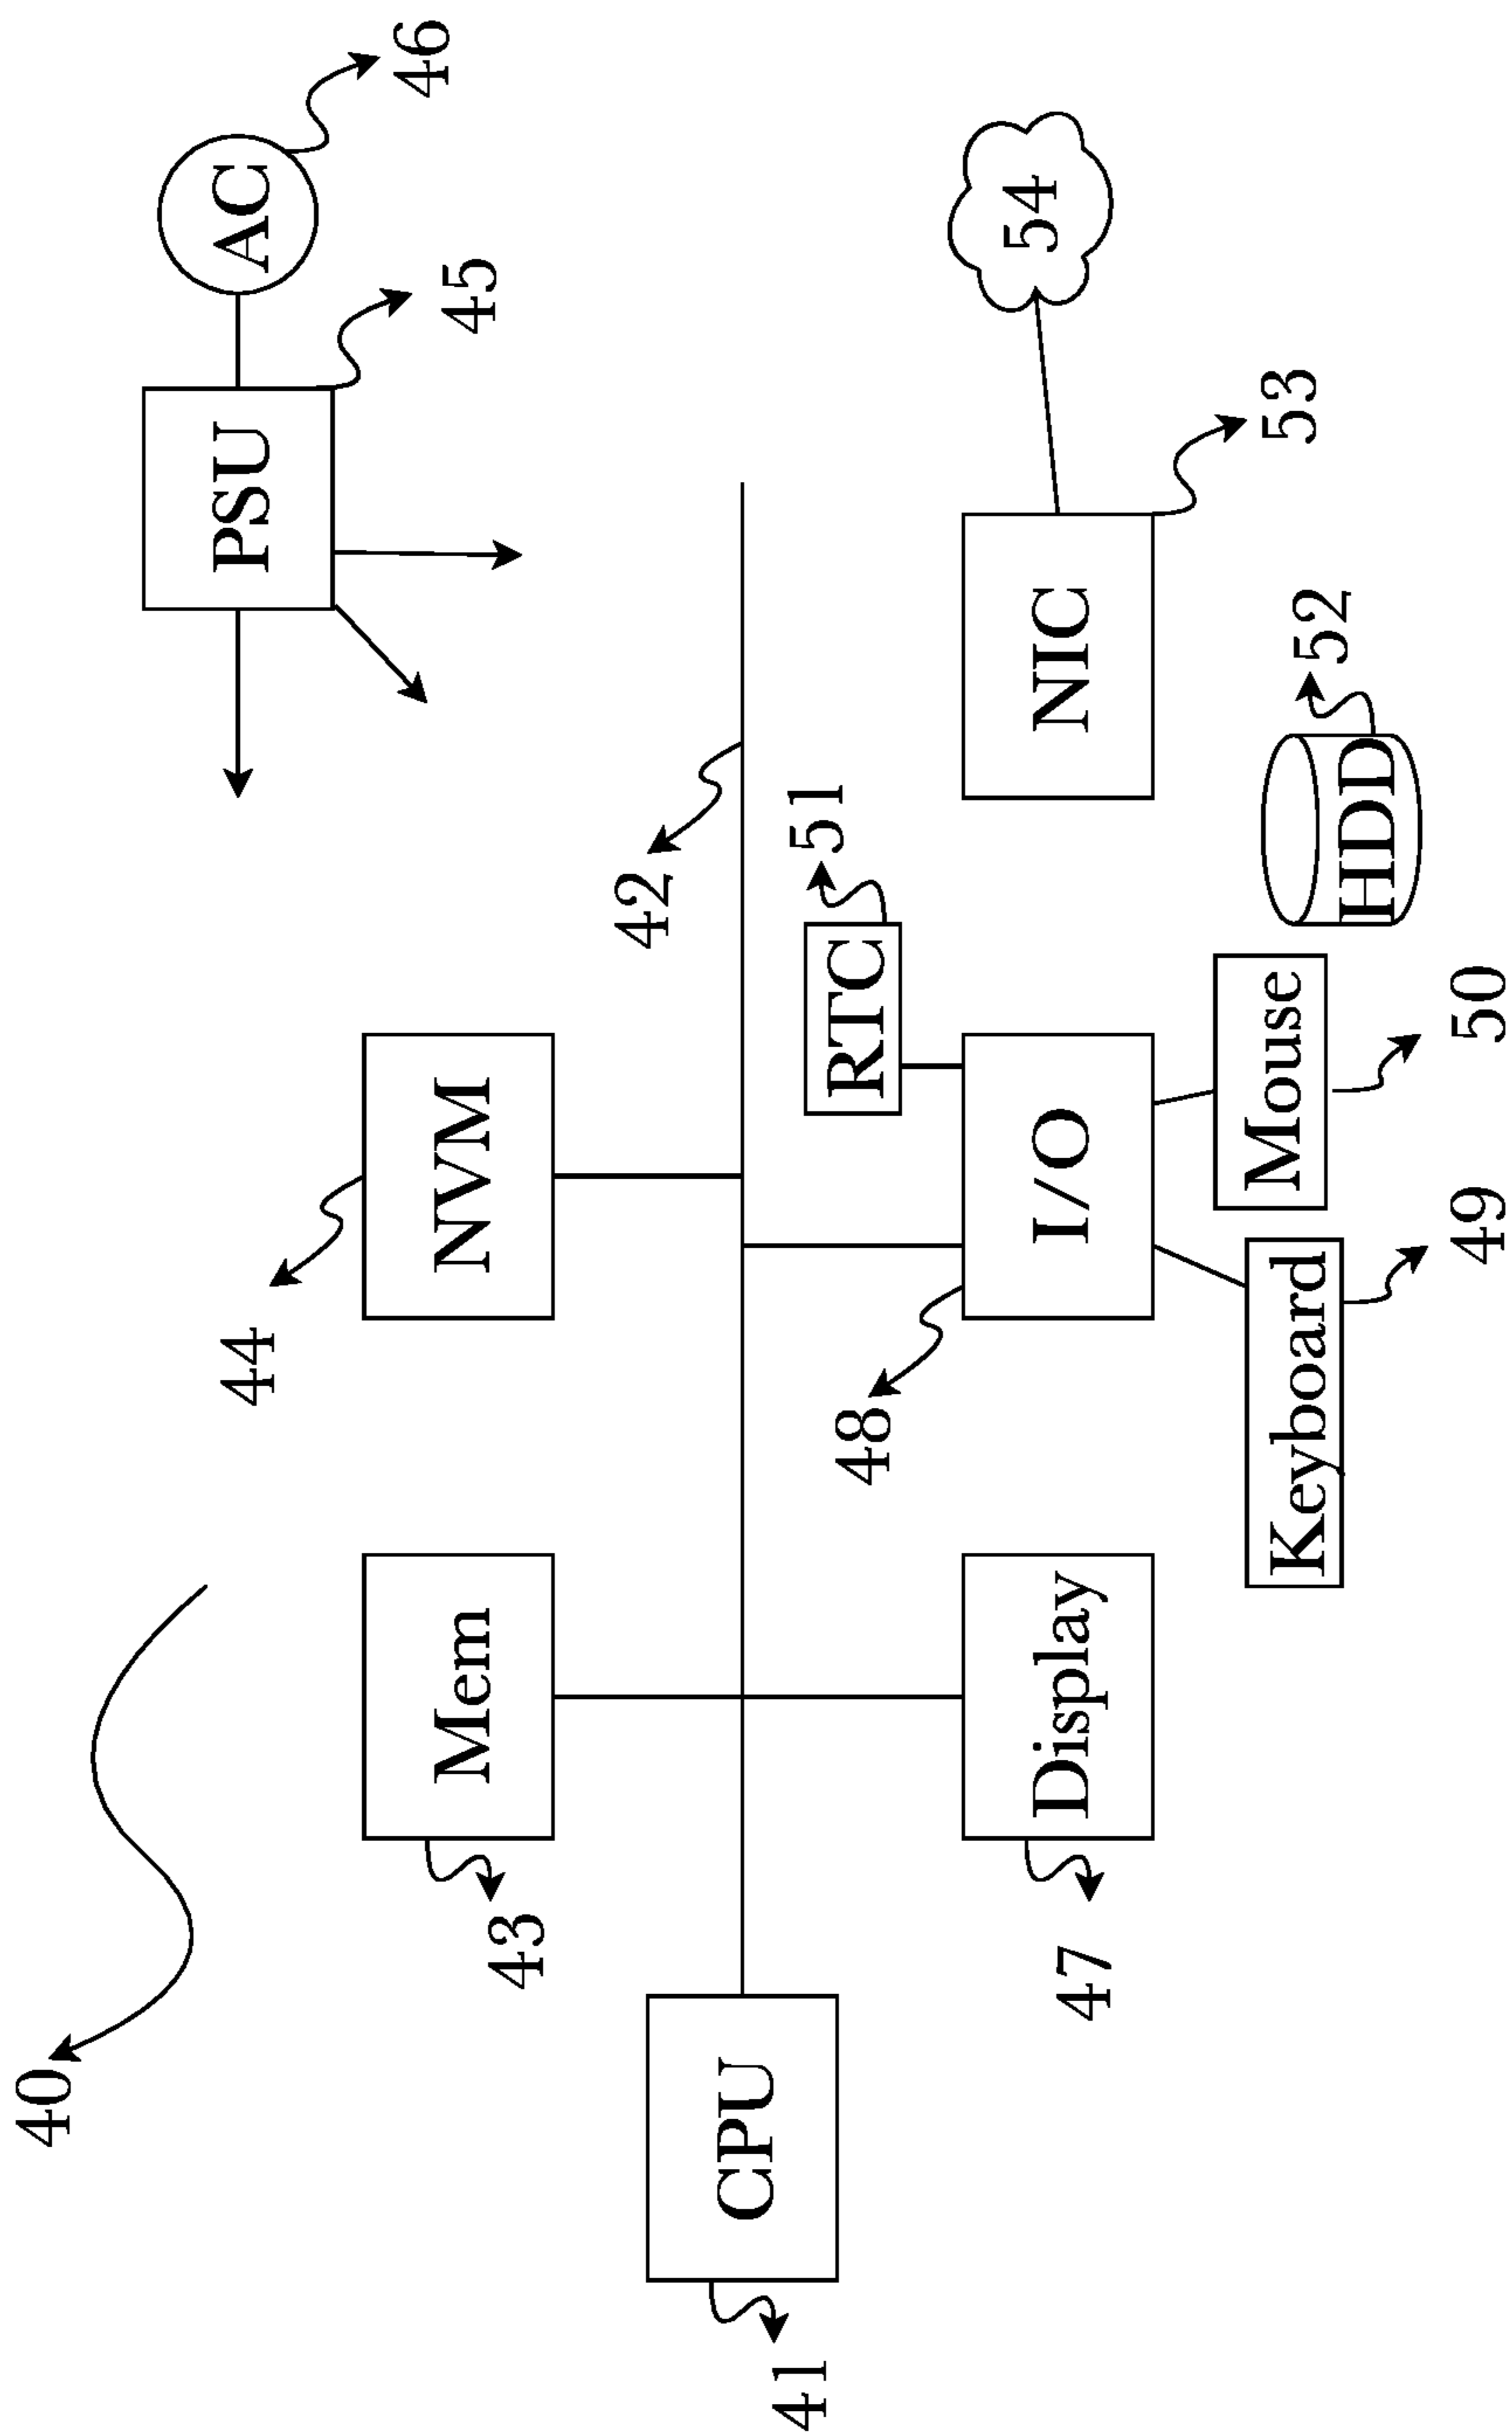 40
46
AC
45
PSU
44
NVM
42
43
Mem
41
CPU
51
RTC
48
I/O
47
Display
54
NIC
53
52
HDD
Mouse
50
Keyboard
49